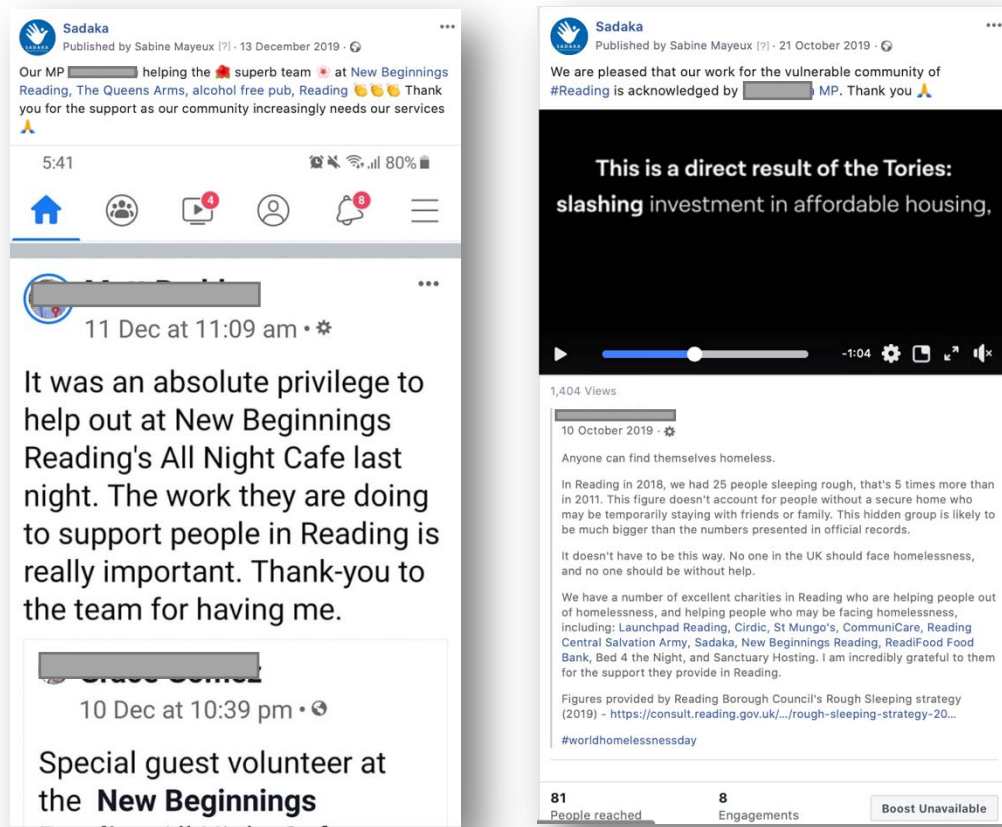 Sadaka
Published by Sabine Mayeux [?] · 13 December 2019 ·
Our MP helping the 🌺 superb team 🌸 at New Beginnings
Reading, The Queens Arms, alcohol free pub, Reading 👏👏👏 Thank
you for the support as our community increasingly needs our services
🙏
5:41
80%
4
8
11 Dec at 11:09 am •
It was an absolute privilege to
help out at New Beginnings
Reading's All Night Cafe last
night. The work they are doing
to support people in Reading is
really important. Thank-you to
the team for having me.
10 Dec at 10:39 pm •
Special guest volunteer at
the New Beginnings
SADAKA
Sadaka
Published by Sabine Mayeux [?] · 21 October 2019 ·
We are pleased that our work for the vulnerable community of
#Reading is acknowledged by MP. Thank you 🙏
This is a direct result of the Tories:
slashing investment in affordable housing,
-1:04
1,404 Views
10 October 2019 ·
Anyone can find themselves homeless.
In Reading in 2018, we had 25 people sleeping rough, that's 5 times more than
in 2011. This figure doesn't account for people without a secure home who
may be temporarily staying with friends or family. This hidden group is likely to
be much bigger than the numbers presented in official records.
It doesn't have to be this way. No one in the UK should face homelessness,
and no one should be without help.
We have a number of excellent charities in Reading who are helping people out
of homelessness, and helping people who may be facing homelessness,
including: Launchpad Reading, Cirdic, St Mungo's, CommuniCare, Reading
Central Salvation Army, Sadaka, New Beginnings Reading, ReadiFood Food
Bank, Bed 4 the Night, and Sanctuary Hosting. I am incredibly grateful to them
for the support they provide in Reading.
Figures provided by Reading Borough Council's Rough Sleeping strategy
(2019) - https://consult.reading.gov.uk/.../rough-sleeping-strategy-20...
#worldhomelessnessday
81
People reached
8
Engagements
Boost Unavailable